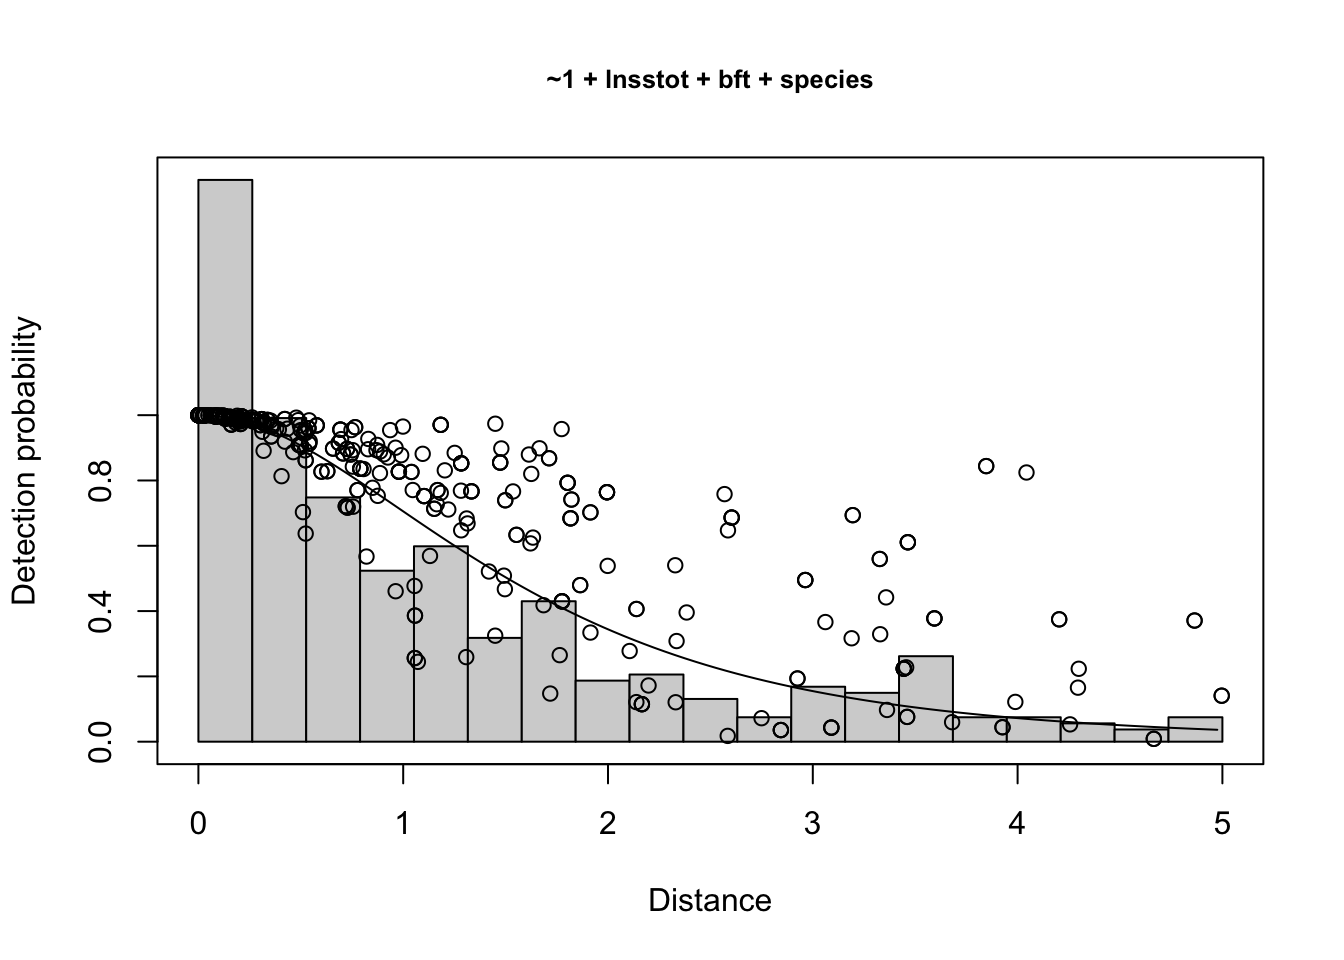 ~1 + lnsstot + bft + species
Detection probability
0.8
0.4
0.0
0 1 2 3 4 5
Distance